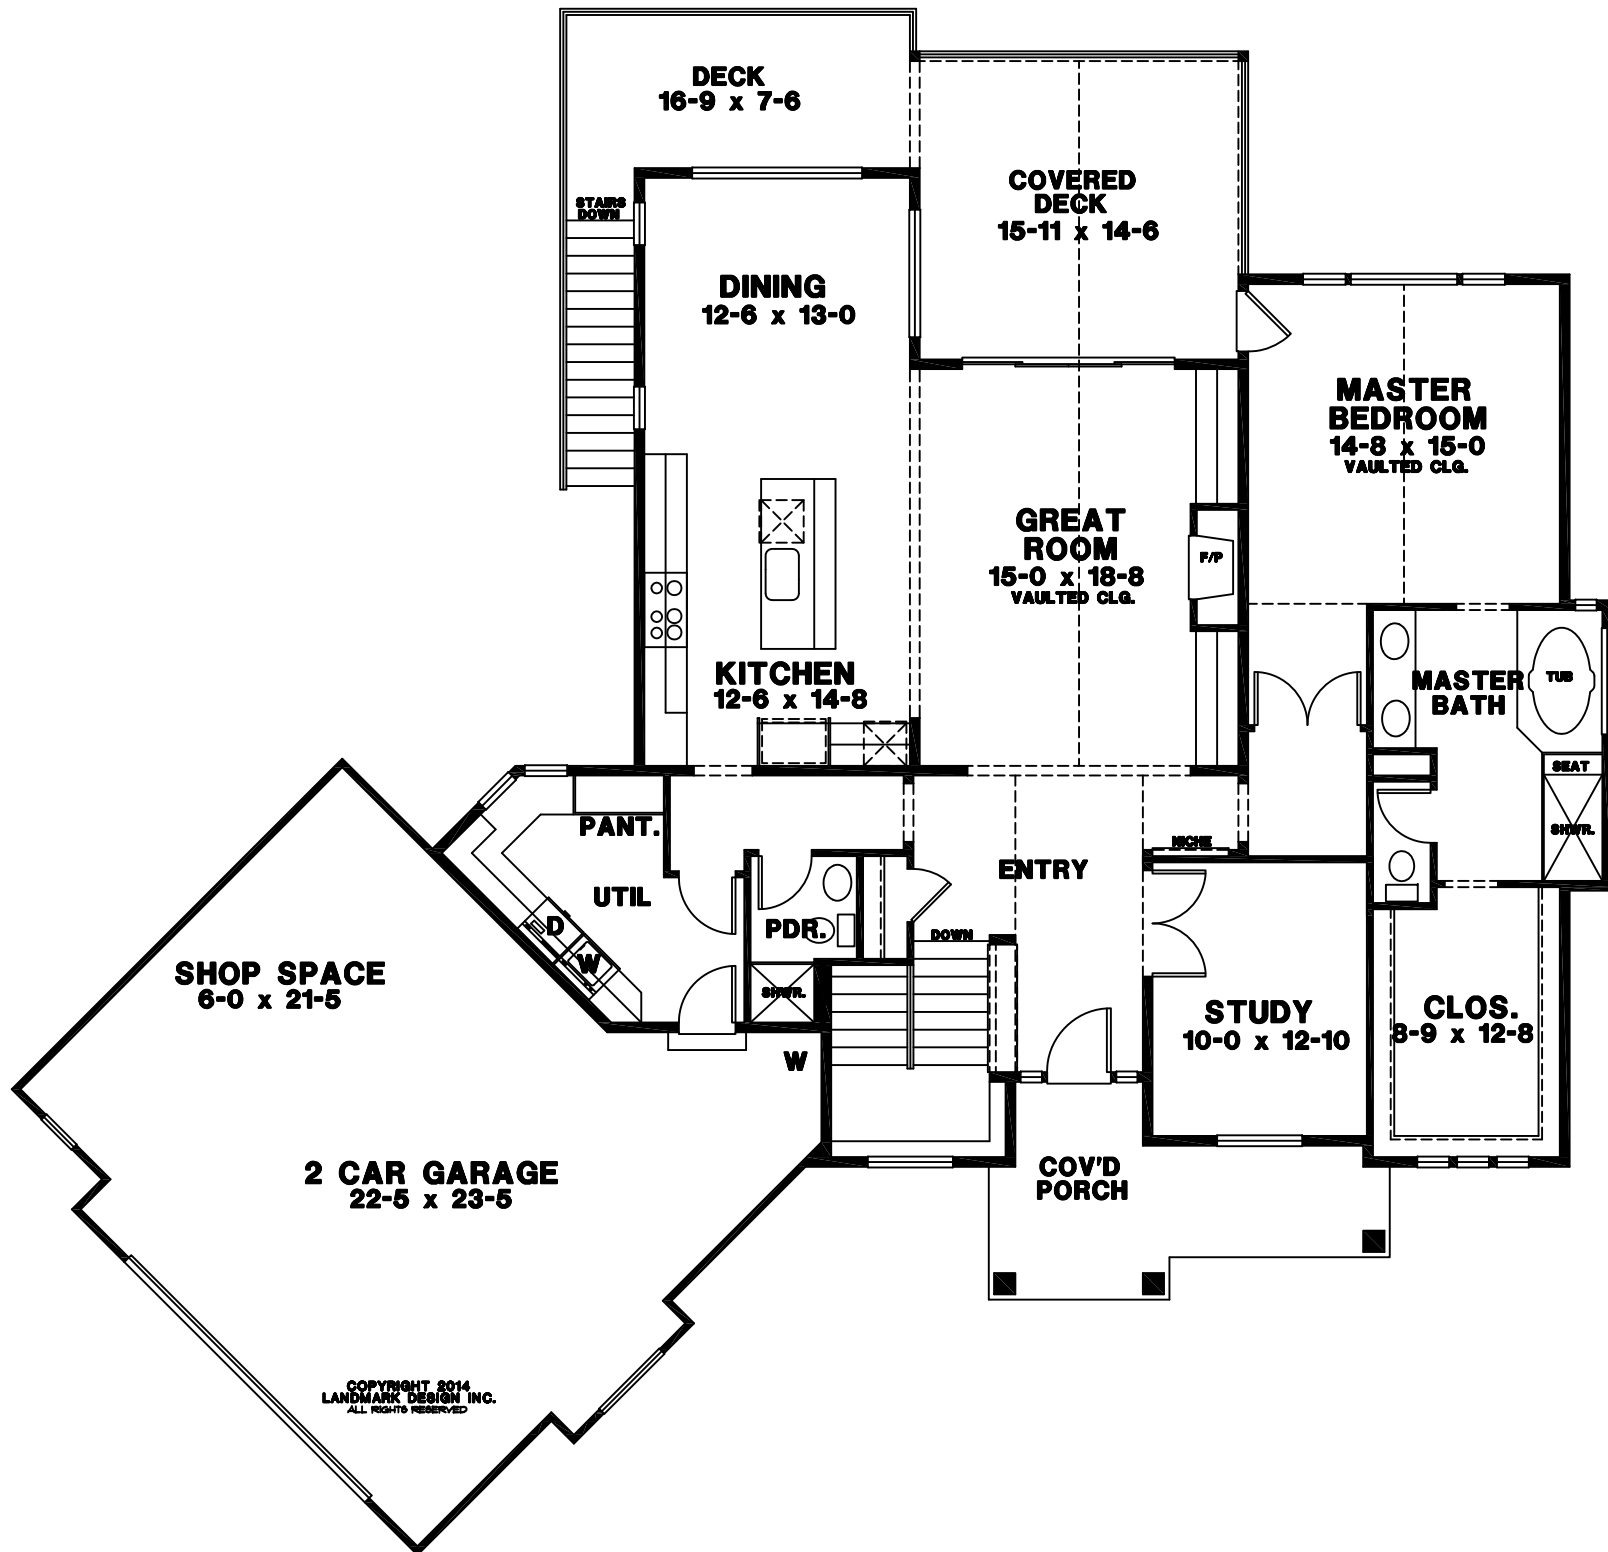 DECK
16-9 x 7-6
COVERED
DECK
15-11 x 14-6
STAIRS
DOWN
DINING
12-6 x 13-0
MASTER
BEDROOM
14-8 x 15-0
VAULTED CLG.
GREAT
ROOM
15-0 x 18-8
VAULTED CLG.
F/P
KITCHEN
12-6 x 14-8
MASTER
BATH
TUB
SEAT
SHWR.
PANT.
NICHE
ENTRY
UTIL
D
W
PDR.
DOWN
SHWR.
SHOP SPACE
6-0 x 21-5
STUDY
10-0 x 12-10
CLOS.
8-9 x 12-8
W
2 CAR GARAGE
22-5 x 23-5
COV'D
PORCH
COPYRIGHT 2014
LANDMARK DESIGN INC.
ALL RIGHTS RESERVED